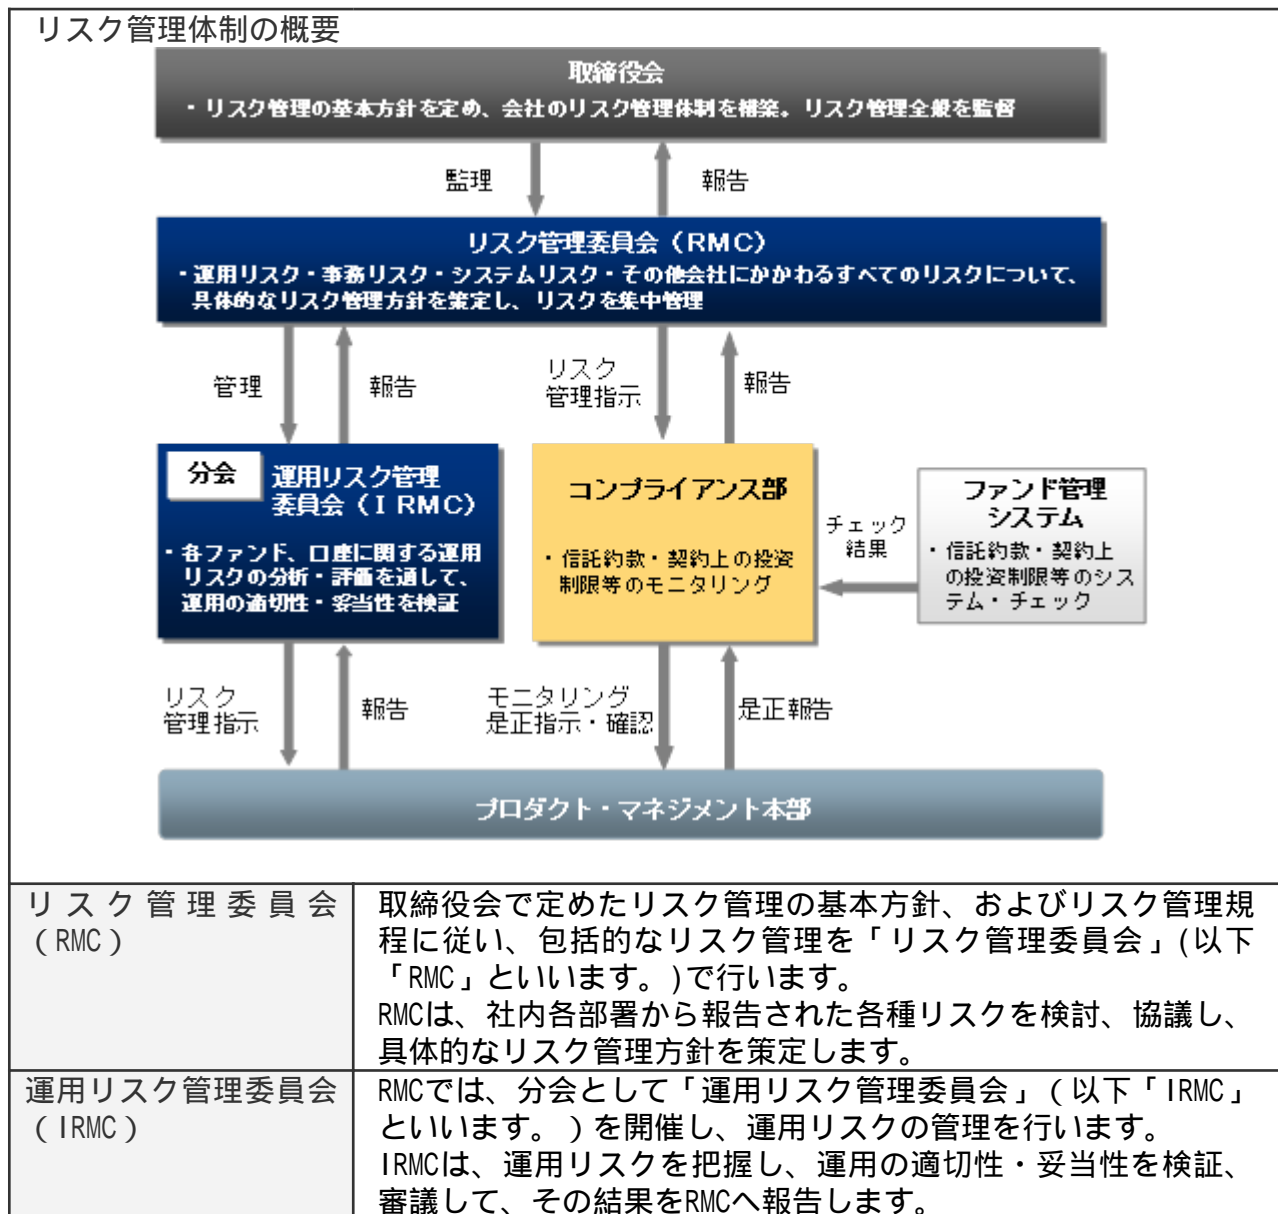 リスク管理体制の概要
取締役会
・リスク管理の基本方針を定め、会社のリスク管理体制を構築。リスク管理全般を監督
監理
報告
リスク管理委員会（RMC）
・運用リスク・事務リスク・システムリスク・その他会社にかかわるすべてのリスクについて、
具体的なリスク管理方針を策定し、リスクを集中管理
管理
報告
リスク
管理指示
報告
分会
運用リスク管理
委員会（IRMC）
・各ファンド、口座に関する運用
リスクの分析・評価を通して、
運用の適切性・妥当性を検証
コンプライアンス部
・信託約款・契約上の投資
制限等のモニタリング
チェック
結果
ファンド管理
システム
・信託約款・契約上
の投資制限等のシス
テム・チェック
リスク
管理指示
報告
モニタリング
是正指示・確認
是正報告
プロダクト・マネジメント本部
リスク管理委員会
（RMC）
取締役会で定めたリスク管理の基本方針、およびリスク管理規
程に従い、包括的なリスク管理を「リスク管理委員会」(以下
「RMC」といいます。)で行います。
RMCは、社内各部署から報告された各種リスクを検討、協議し、
具体的なリスク管理方針を策定します。
運用リスク管理委員会
（IRMC）
RMCでは、分会として「運用リスク管理委員会」（以下「IRMC」
といいます。）を開催し、運用リスクの管理を行います。
IRMCは、運用リスクを把握し、運用の適切性・妥当性を検証、
審議して、その結果をRMCへ報告します。